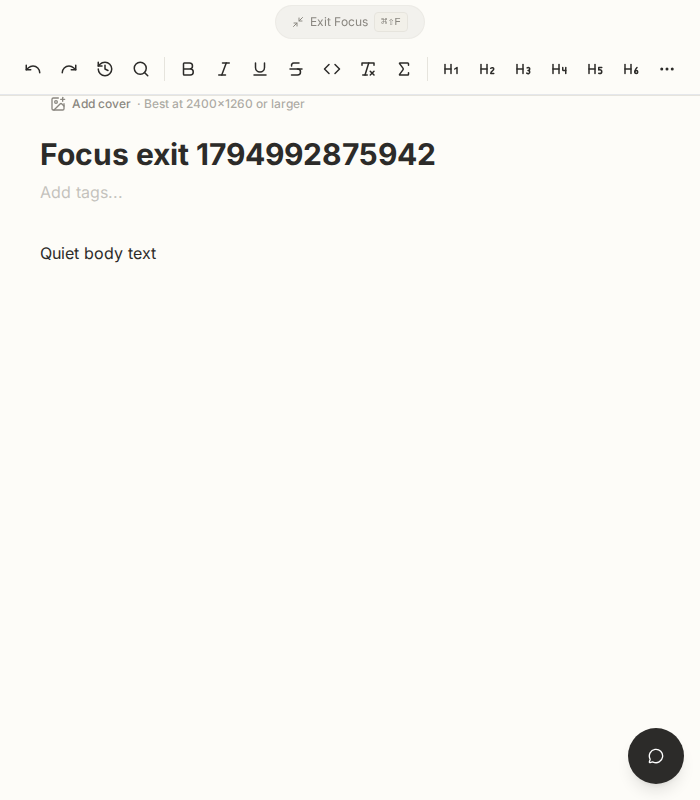 Exit Focus ⌘⇧F
B I U S <> Tx Σ H1 H2 H3 H4 H5 H6 ...
Add cover · Best at 2400×1260 or larger
Focus exit 1794992875942
Add tags...
Quiet body text